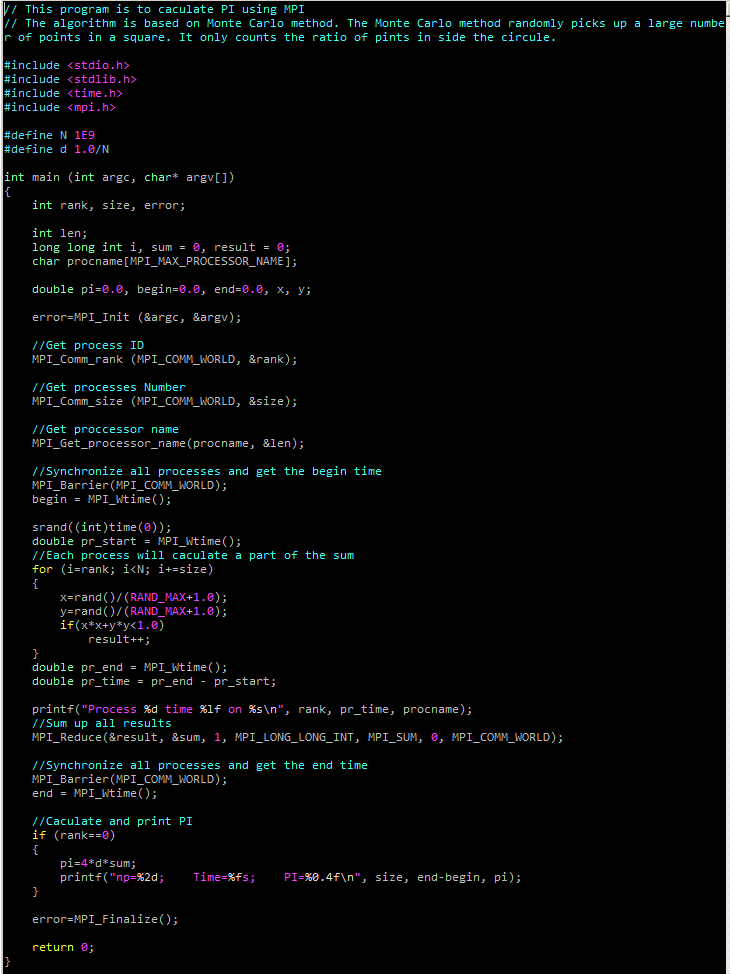 // This program is to caculate PI using MPI
// The algorithm is based on Monte Carlo method. The Monte Carlo method randomly picks up a large numbe
r of points in a square. It only counts the ratio of pints in side the circule.
#include <stdio.h>
#include <stdlib.h>
#include <time.h>
#include <mpi.h>
#define N 1E9
#define d 1.0/N
int main (int argc, char* argv[])
{
    int rank, size, error;
    int len;
    long long int i, sum = 0, result = 0;
    char procname[MPI_MAX_PROCESSOR_NAME];
    double pi=0.0, begin=0.0, end=0.0, x, y;
    error=MPI_Init (&argc, &argv);
    //Get process ID
    MPI_Comm_rank (MPI_COMM_WORLD, &rank);
    //Get processes Number
    MPI_Comm_size (MPI_COMM_WORLD, &size);
    //Get proccessor name
    MPI_Get_processor_name(procname, &len);
    //Synchronize all processes and get the begin time
    MPI_Barrier(MPI_COMM_WORLD);
    begin = MPI_Wtime();
    srand((int)time(0));
    double pr_start = MPI_Wtime();
    //Each process will caculate a part of the sum
    for (i=rank; i<N; i+=size)
    {
        x=rand()/(RAND_MAX+1.0);
        y=rand()/(RAND_MAX+1.0);
        if(x*x+y*y<1.0)
            result++;
    }
    double pr_end = MPI_Wtime();
    double pr_time = pr_end - pr_start;
    printf("Process %d time %lf on %s\n", rank, pr_time, procname);
    //Sum up all results
    MPI_Reduce(&result, &sum, 1, MPI_LONG_LONG_INT, MPI_SUM, 0, MPI_COMM_WORLD);
    //Synchronize all processes and get the end time
    MPI_Barrier(MPI_COMM_WORLD);
    end = MPI_Wtime();
    //Caculate and print PI
    if (rank==0)
    {
        pi=4*d*sum;
        printf("np=%2d;    Time=%fs;    PI=%0.4f\n", size, end-begin, pi);
    }
    error=MPI_Finalize();
    return 0;
}